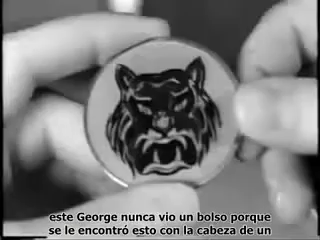 este George nunca vio un bolso porque
se le encontró esto con la cabeza de un